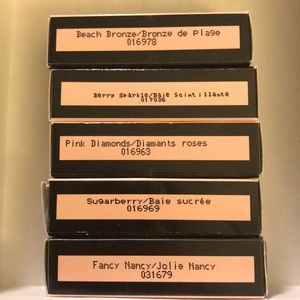 Beach Bronze/Bronze de Plage
016978
Berry Sparkle/Baie Scintillante
017036
Pink Diamonds/Diamants roses
016963
Sugarberry/Baie sucrée
016969
Fancy Nancy/Jolie Nancy
031679